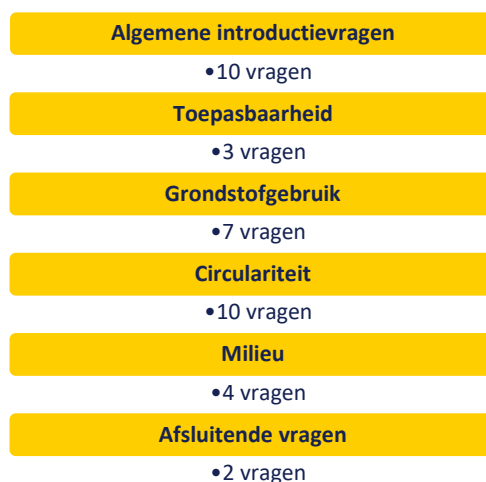 Algemene introductievragen
•10 vragen
Toepasbaarheid
•3 vragen
Grondstofgebruik
•7 vragen
Circulariteit
•10 vragen
Milieu
•4 vragen
Afsluitende vragen
•2 vragen